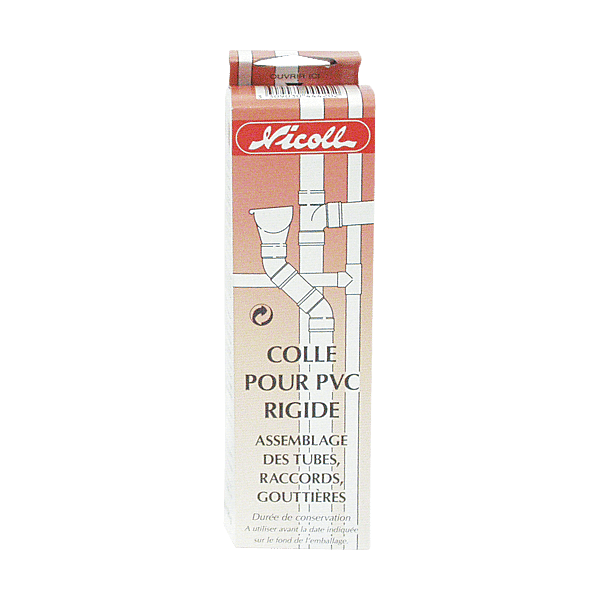 OUVRIR ICI
Nicoll
COLLE
POUR PVC
RIGIDE
ASSEMBLAGE
DES TUBES,
RACCORDS,
GOUTTIÈRES
Durée de conservation
A utiliser avant la date indiquée
sur le fond de l'emballage.